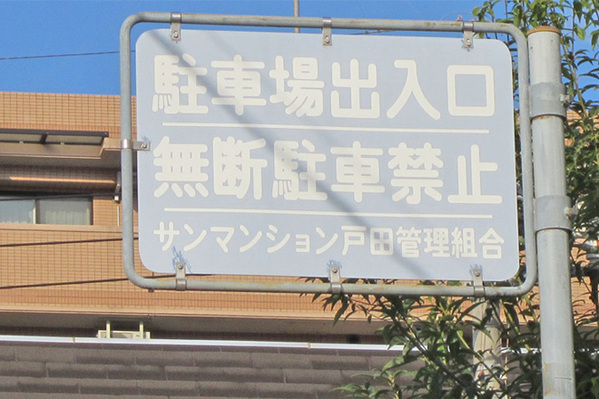 駐車場出入口
無断駐車禁止
サンマンション戸田管理組合